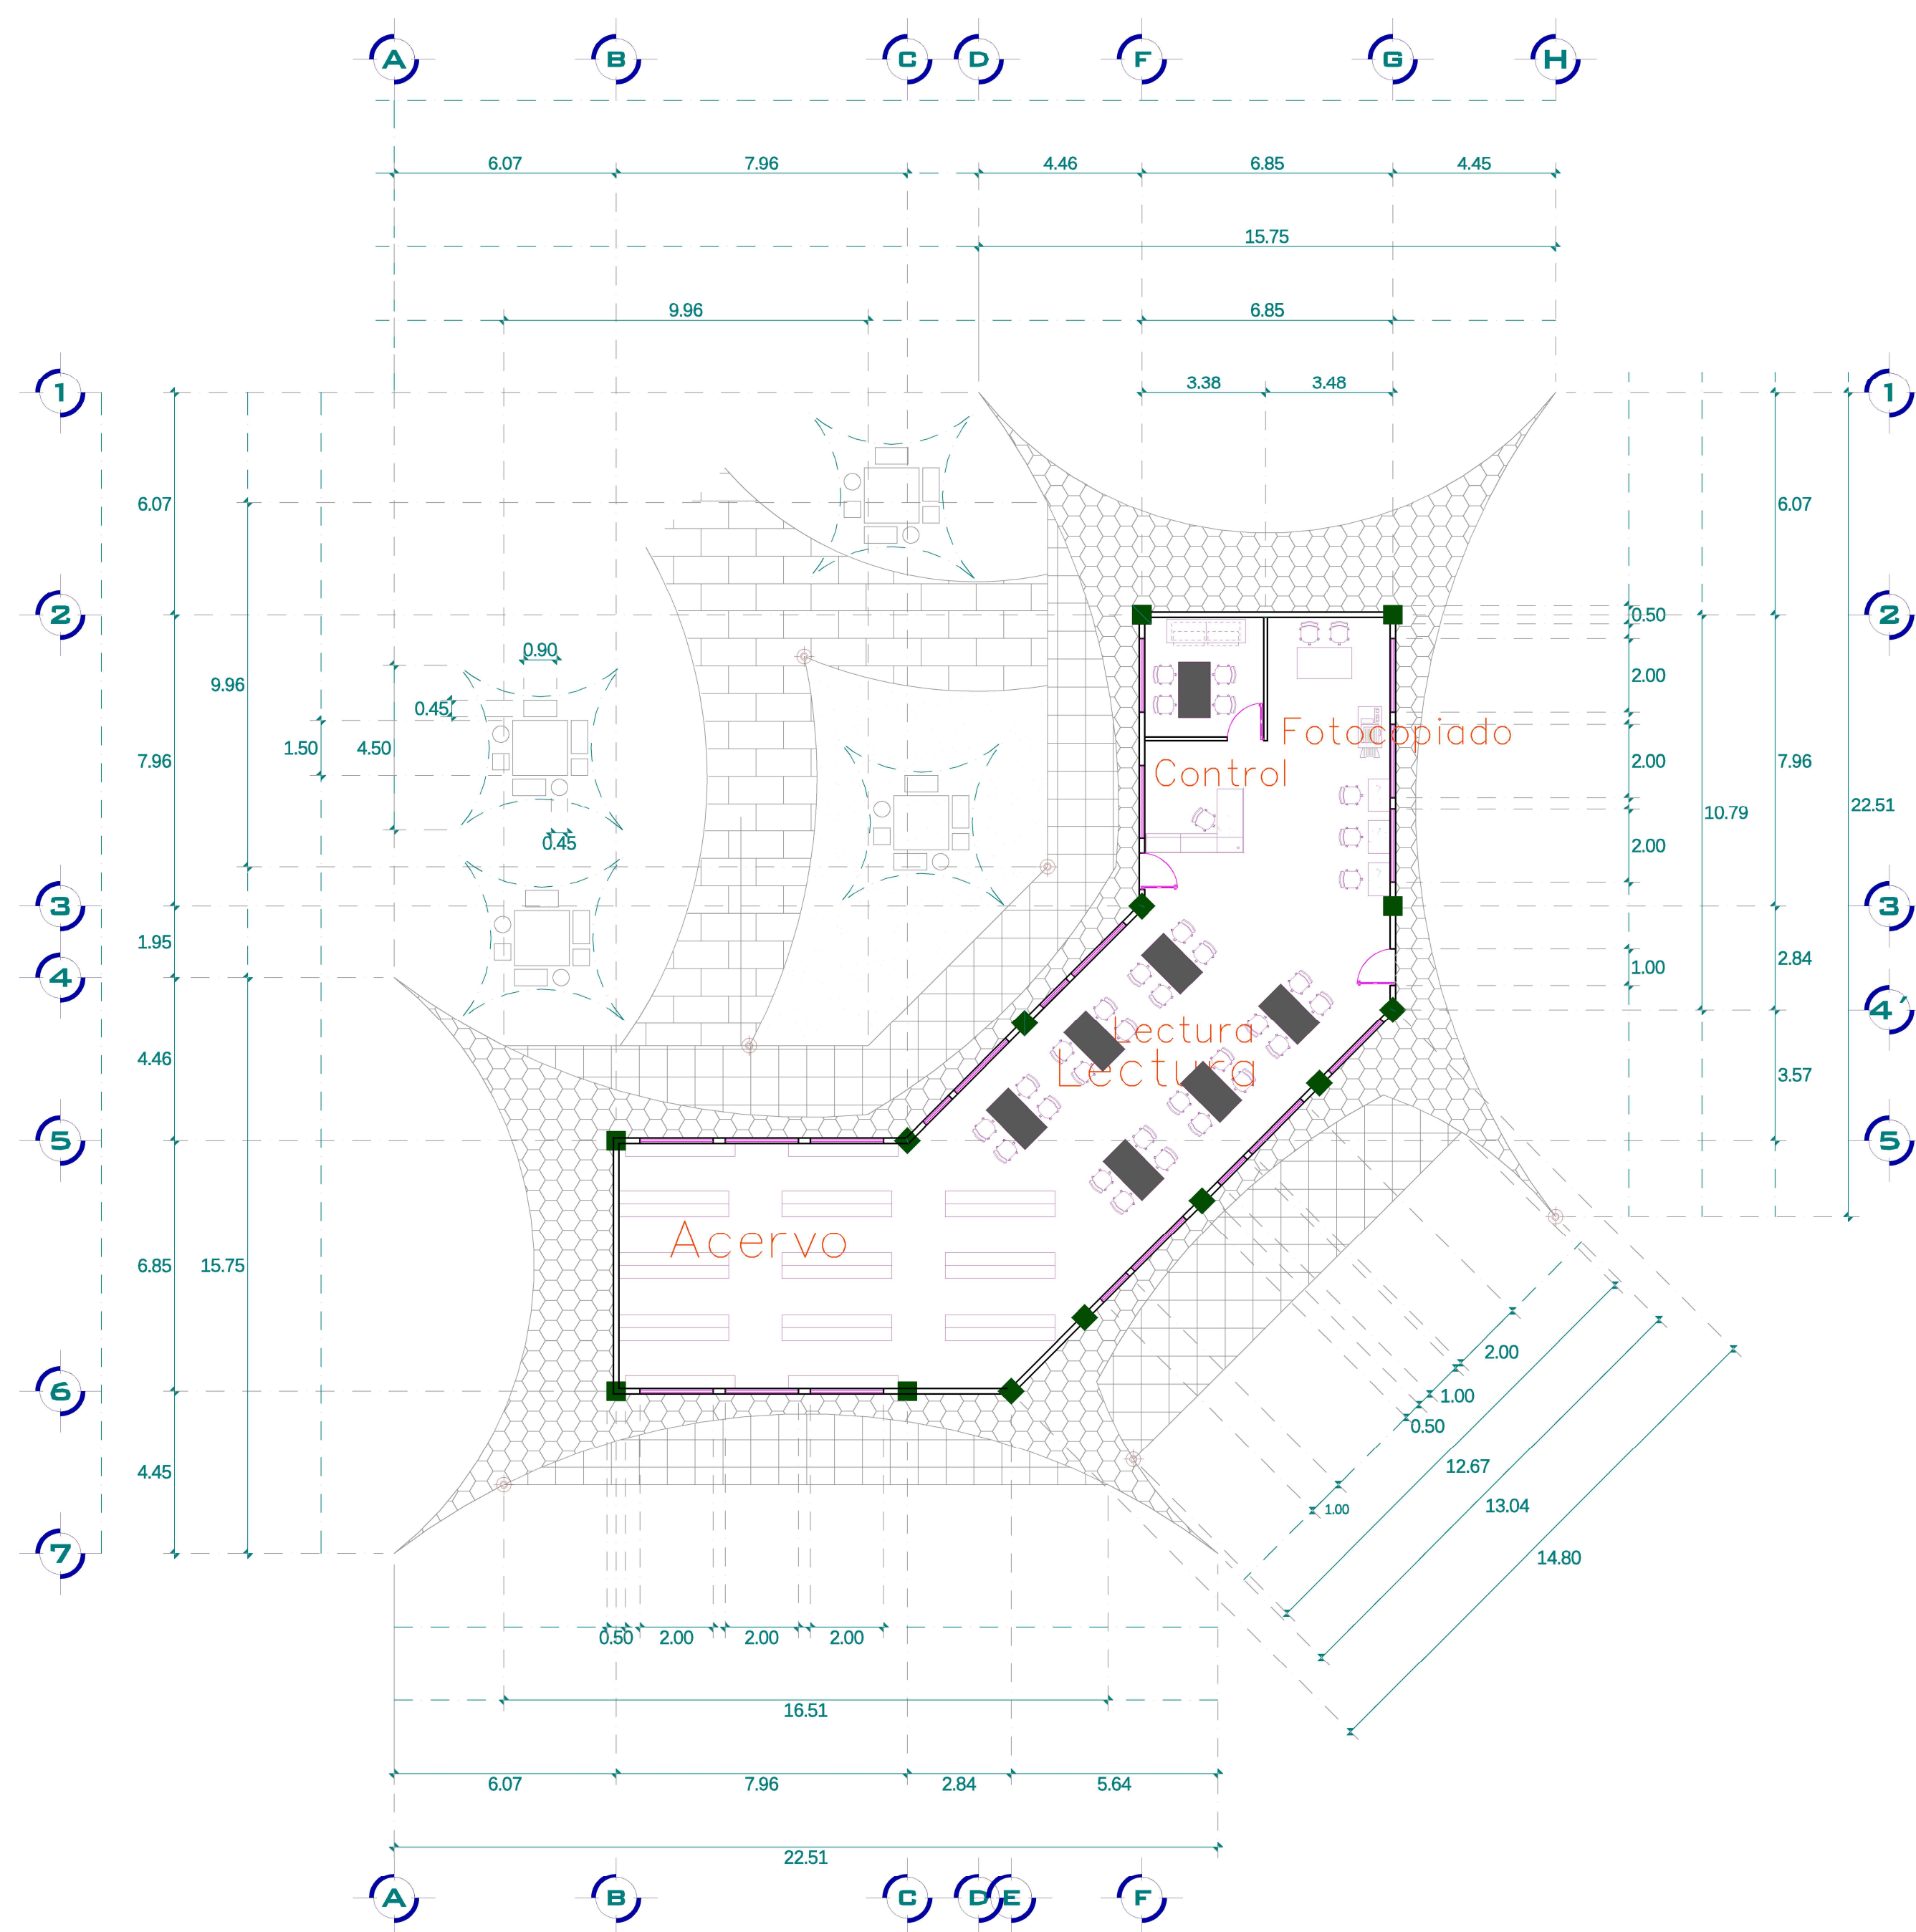 A B C D F G H
6.07 7.96 4.46 6.85 4.45
15.75
9.96 6.85
1 3.38 3.48 1
6.07 6.07
2 0.50 2
0.90
2.00
9.96
0.45
Fotocopiado
1.50 4.50
7.96 2.00 7.96
Control
10.79 22.51
0.45 2.00
3 3
1.95 2.84
1.00
4 4´
Lectura
4.46 Lectura 3.57
5 5
Acervo
6.85 15.75
2.00
6 1.00
0.50
4.45 12.67
13.04
1.00
7 14.80
0.50 2.00 2.00 2.00
16.51
6.07 7.96 2.84 5.64
22.51
A B C D E F